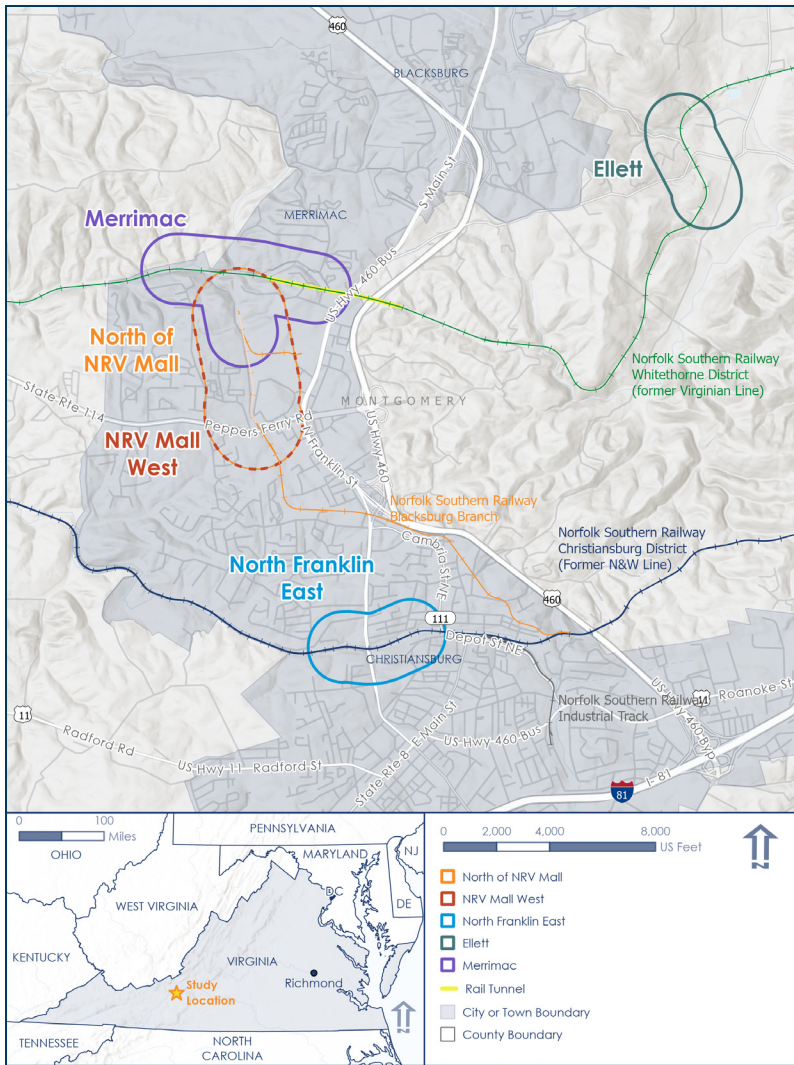 460
BLACKSBURG
Ellett
S Main St
MERRIMAC
Merrimac
US Hwy 460 Bus
North of
NRV Mall
Norfolk Southern Railway
Whitethorne District
(former Virginian Line)
State Rte 114
MONTGOMERY
Peppers Ferry Rd
NRV Mall
West
N Franklin St
US Hwy 460
Norfolk Southern Railway
Blacksburg Branch
Norfolk Southern Railway
Christiansburg District
(Former N&W Line)
Cambria St NE
North Franklin
East
460
111
Depot St NE
CHRISTIANSBURG
Norfolk Southern Railway
Industrial Track
11
Roanoke St
US Hwy 460 Byp
11
Radford Rd
US Hwy 460 Bus
E Main St
State Rte 8
US Hwy 11
Radford St
I-81
81
0
100
Miles
OHIO
PENNSYLVANIA
MARYLAND
NJ
DC
DE
WEST VIRGINIA
KENTUCKY
VIRGINIA
Richmond
Study
Location
N
TENNESSEE
NORTH
CAROLINA
0
2,000
4,000
8,000
US Feet
N
North of NRV Mall
NRV Mall West
North Franklin East
Ellett
Merrimac
Rail Tunnel
City or Town Boundary
County Boundary